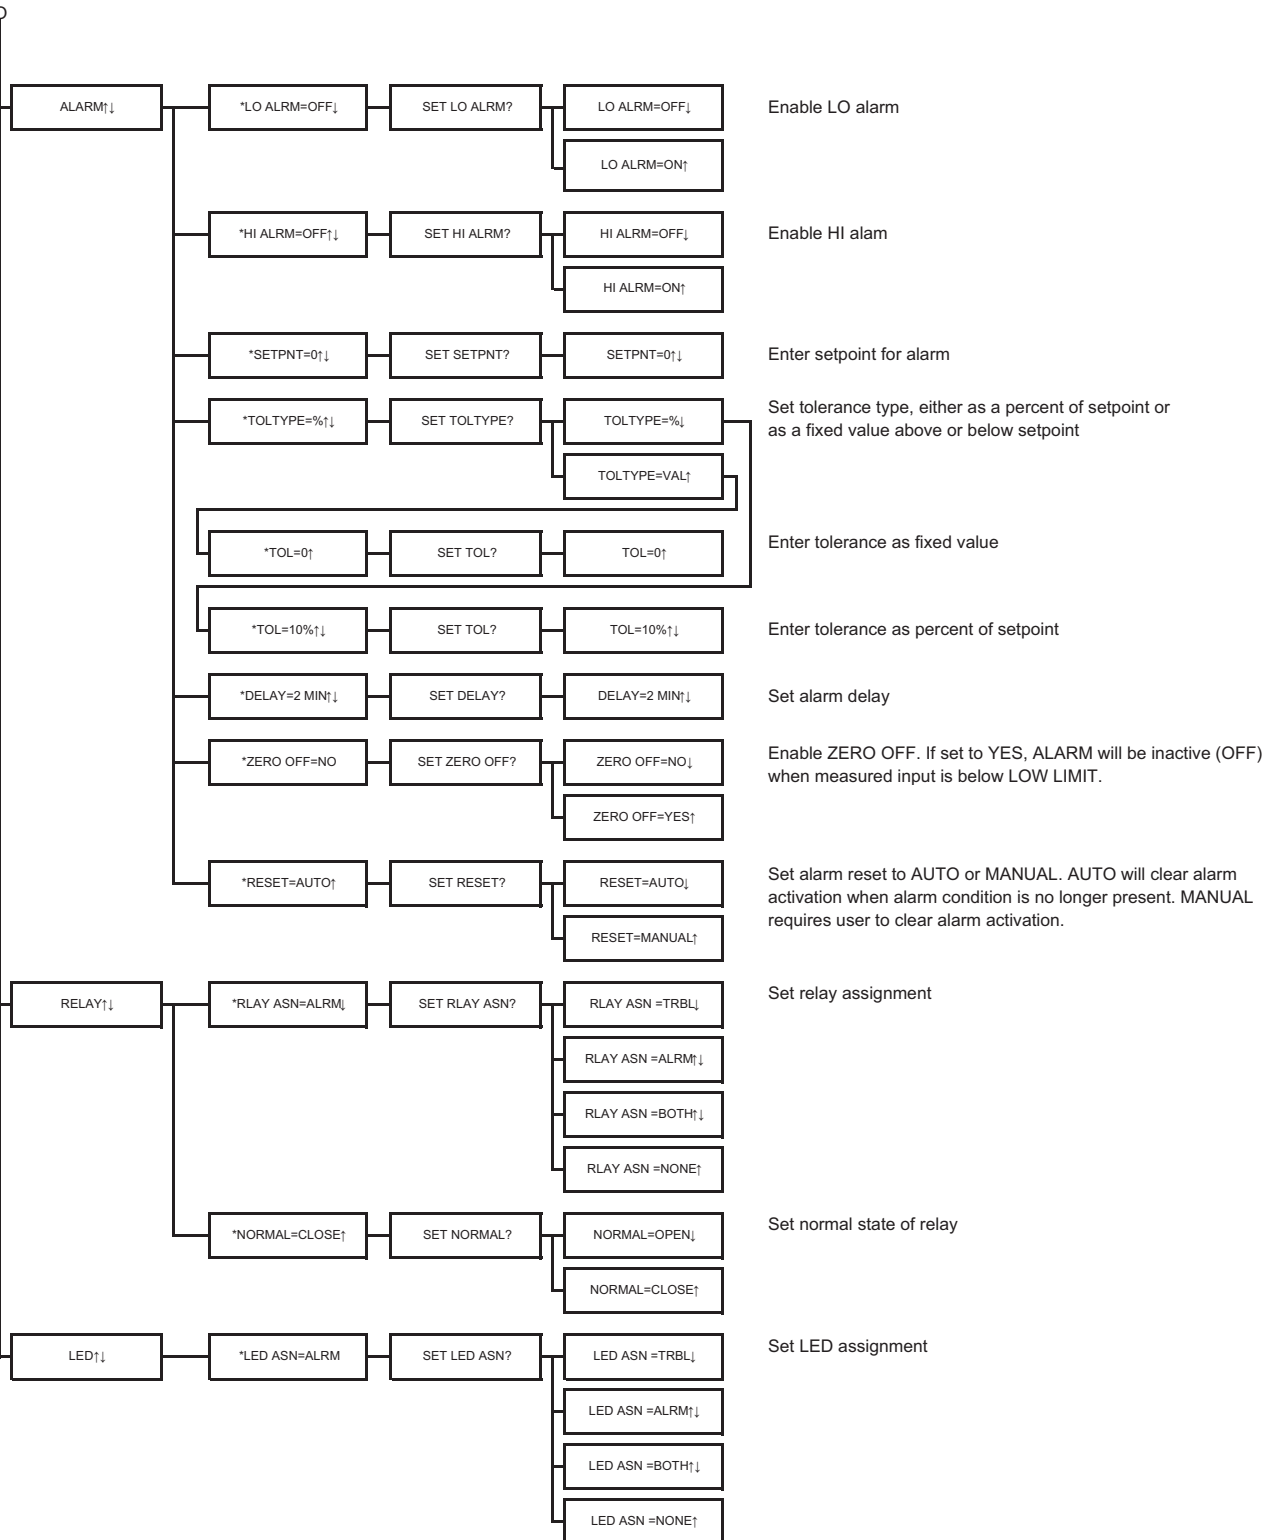 ALARM↑↓
*LO ALRM=OFF↓
SET LO ALRM?
LO ALRM=OFF↓
Enable LO alarm
LO ALRM=ON↑
*HI ALRM=OFF↑↓
SET HI ALRM?
HI ALRM=OFF↓
Enable HI alam
HI ALRM=ON↑
*SETPNT=0↑↓
SET SETPNT?
SETPNT=0↑↓
Enter setpoint for alarm
*TOLTYPE=%↑↓
SET TOLTYPE?
TOLTYPE=%↓
Set tolerance type, either as a percent of setpoint or
as a fixed value above or below setpoint
TOLTYPE=VAL↑
*TOL=0↑
SET TOL?
TOL=0↑
Enter tolerance as fixed value
*TOL=10%↑↓
SET TOL?
TOL=10%↑↓
Enter tolerance as percent of setpoint
*DELAY=2 MIN↑↓
SET DELAY?
DELAY=2 MIN↑↓
Set alarm delay
*ZERO OFF=NO
SET ZERO OFF?
ZERO OFF=NO↓
Enable ZERO OFF. If set to YES, ALARM will be inactive (OFF)
when measured input is below LOW LIMIT.
ZERO OFF=YES↑
*RESET=AUTO↑
SET RESET?
RESET=AUTO↓
Set alarm reset to AUTO or MANUAL. AUTO will clear alarm
activation when alarm condition is no longer present. MANUAL
requires user to clear alarm activation.
RESET=MANUAL↑
RELAY↑↓
*RLAY ASN=ALRM↓
SET RLAY ASN?
RLAY ASN =TRBL↓
Set relay assignment
RLAY ASN =ALRM↑↓
RLAY ASN =BOTH↑↓
RLAY ASN =NONE↑
*NORMAL=CLOSE↑
SET NORMAL?
NORMAL=OPEN↓
Set normal state of relay
NORMAL=CLOSE↑
LED↑↓
*LED ASN=ALRM
SET LED ASN?
LED ASN =TRBL↓
Set LED assignment
LED ASN =ALRM↑↓
LED ASN =BOTH↑↓
LED ASN =NONE↑